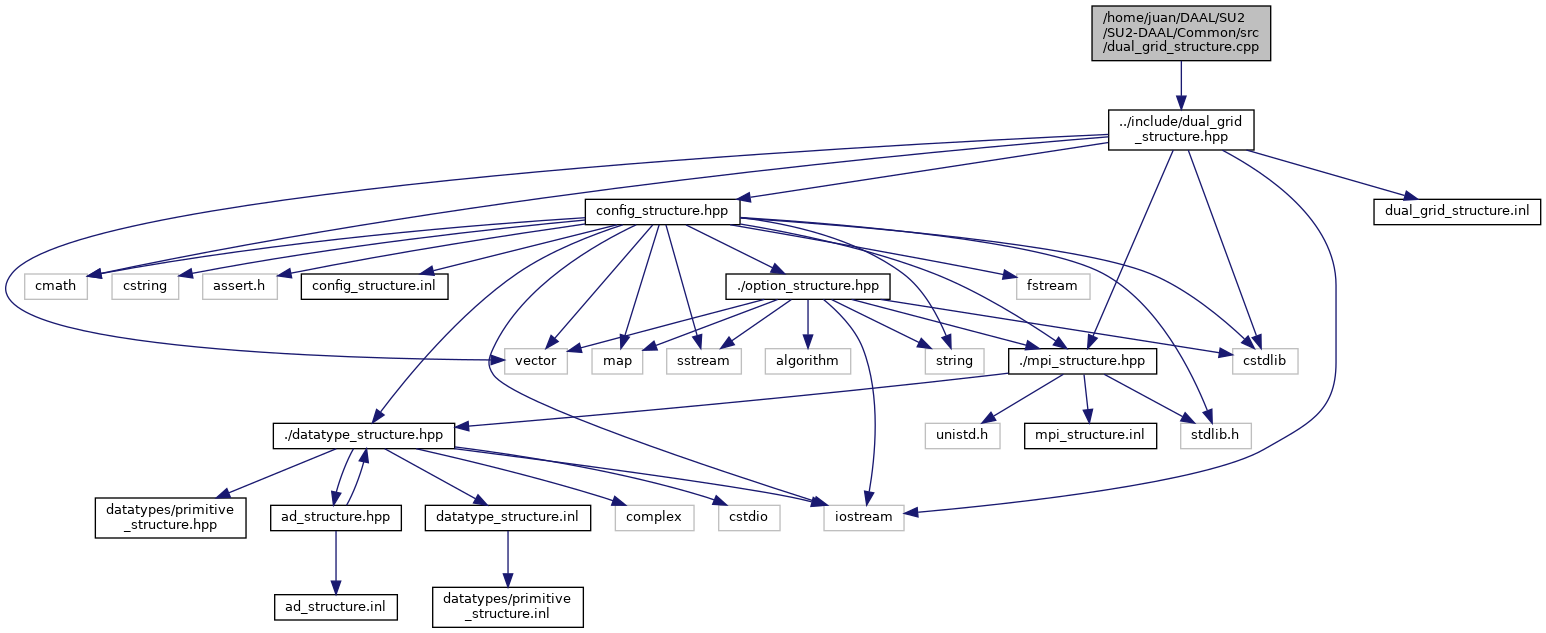 /home/juan/DAAL/SU2
/SU2-DAAL/Common/src
/dual_grid_structure.cpp
../include/dual_grid
_structure.hpp
config_structure.hpp
dual_grid_structure.inl
cmath
cstring
assert.h
config_structure.inl
./option_structure.hpp
fstream
vector
map
sstream
algorithm
string
./mpi_structure.hpp
cstdlib
./datatype_structure.hpp
unistd.h
mpi_structure.inl
stdlib.h
datatypes/primitive
_structure.hpp
ad_structure.hpp
datatype_structure.inl
complex
cstdio
iostream
ad_structure.inl
datatypes/primitive
_structure.inl